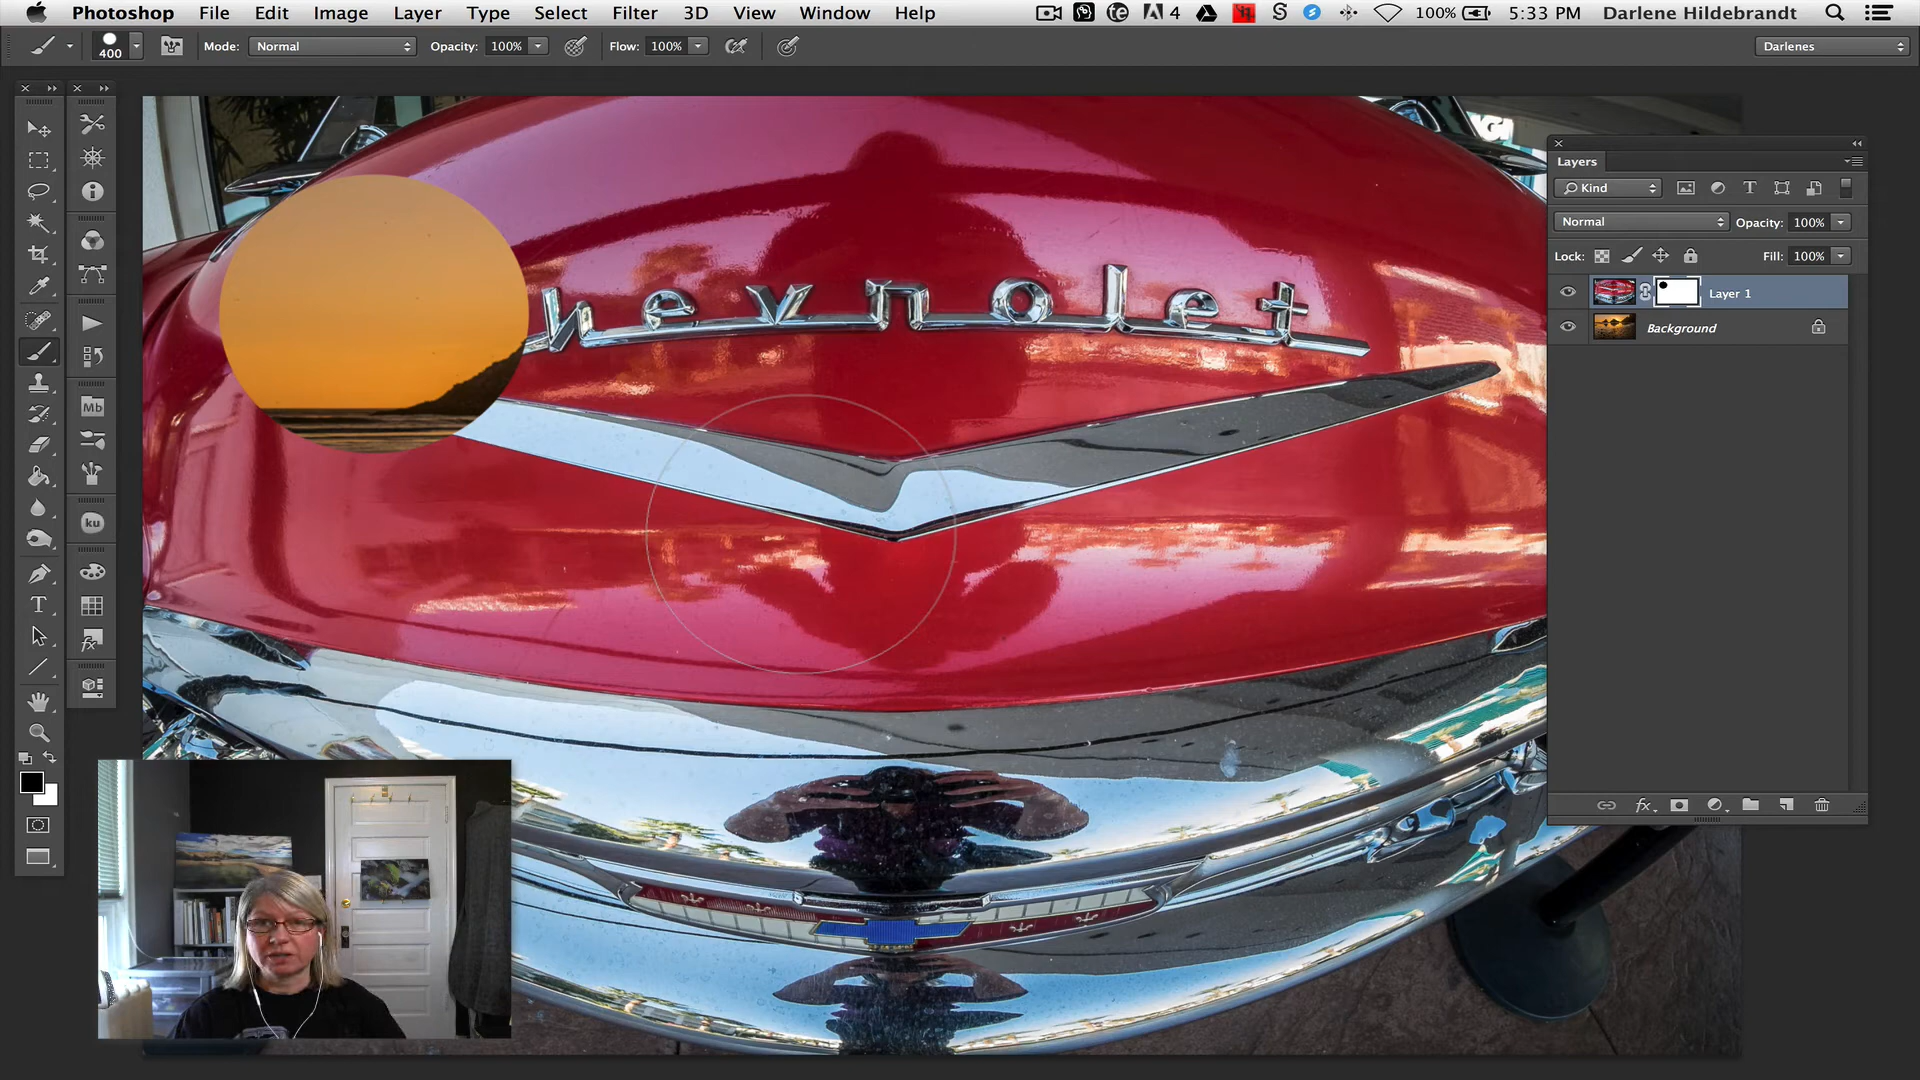 Photoshop File Edit Image Layer Type Select Filter 3D View Window Help 4 100% 5:33 PM Darlene Hildebrandt
400 Mode: Normal Opacity: 100% Flow: 100% Darlenes
Layers
Kind
Normal Opacity: 100%
Lock: Fill: 100%
Layer 1
Background
hevrolet
Mb
ku
fx
fx